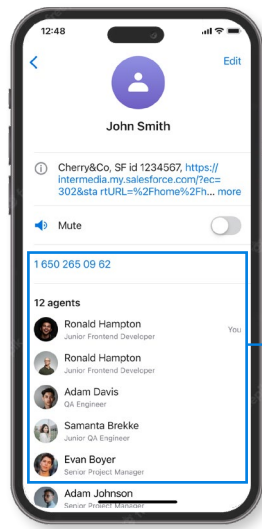 12:48
Edit
John Smith
Cherry&Co, SF id 1234567, https://
intermedia.my.salesforce.com/?ec=
302&sta rtURL=%2Fhome%2Fh... more
Mute
1 650 265 09 62
12 agents
Ronald Hampton
You
Junior Frontend Developer
Ronald Hampton
Junior Frontend Developer
Adam Davis
QA Engineer
Samanta Brekke
Junior QA Engineer
Evan Boyer
Senior Project Manager
Adam Johnson
Senior Project Manager